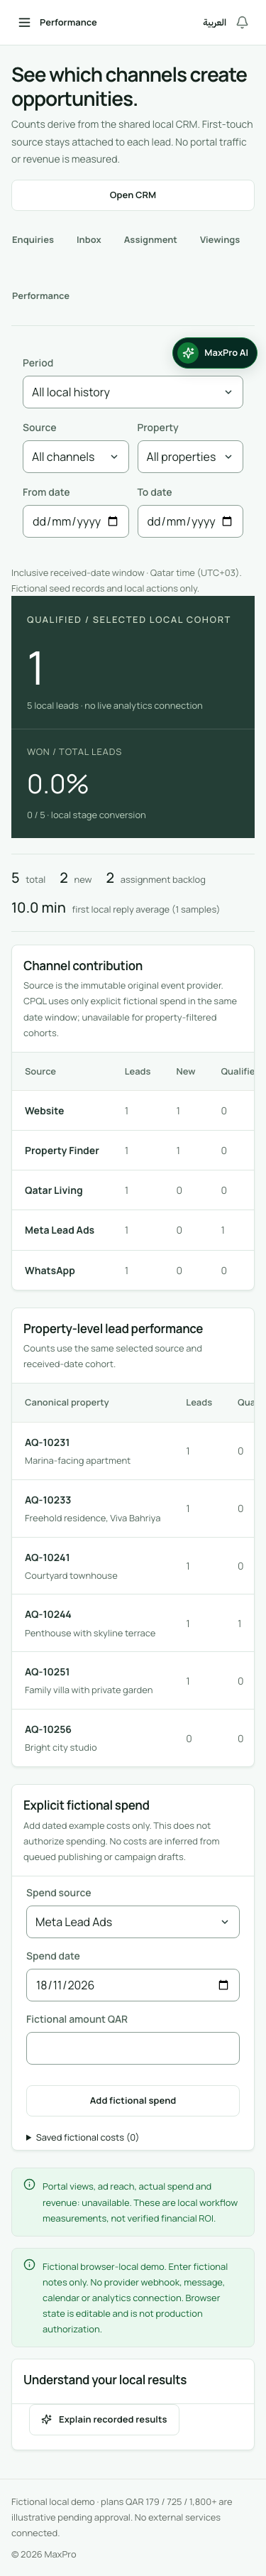 Performance
العربية
See which channels create
opportunities.
Counts derive from the shared local CRM. First-touch
source stays attached to each lead. No portal traffic
or revenue is measured.
Open CRM
Enquiries Inbox Assignment Viewings
Performance
MaxPro AI
Period
All local history
Source Property
All channels All properties
From date To date
dd/mm/yyyy dd/mm/yyyy
Inclusive received-date window · Qatar time (UTC+03).
Fictional seed records and local actions only.
QUALIFIED / SELECTED LOCAL COHORT
1
5 local leads · no live analytics connection
WON / TOTAL LEADS
0.0%
0 / 5 · local stage conversion
5 total 2 new 2 assignment backlog
10.0 min first local reply average (1 samples)
Channel contribution
Source is the immutable original event provider.
CPQL uses only explicit fictional spend in the same
date window; unavailable for property-filtered
cohorts.
Source Leads New Qualifie
Website 1 1 0
Property Finder 1 1 0
Qatar Living 1 0 0
Meta Lead Ads 1 0 1
WhatsApp 1 0 0
Property-level lead performance
Counts use the same selected source and
received-date cohort.
Canonical property Leads Qua
AQ-10231
Marina-facing apartment 1 0
AQ-10233
Freehold residence, Viva Bahriya 1 0
AQ-10241
Courtyard townhouse 1 0
AQ-10244
Penthouse with skyline terrace 1 1
AQ-10251
Family villa with private garden 1 0
AQ-10256
Bright city studio 0 0
Explicit fictional spend
Add dated example costs only. This does not
authorize spending. No costs are inferred from
queued publishing or campaign drafts.
Spend source
Meta Lead Ads
Spend date
18/11/2026
Fictional amount QAR
Add fictional spend
Saved fictional costs (0)
Portal views, ad reach, actual spend and
revenue: unavailable. These are local workflow
measurements, not verified financial ROI.
Fictional browser-local demo. Enter fictional
notes only. No provider webhook, message,
calendar or analytics connection. Browser
state is editable and is not production
authorization.
Understand your local results
Explain recorded results
Fictional local demo · plans QAR 179 / 725 / 1,800+ are
illustrative pending approval. No external services
connected.
© 2026 MaxPro